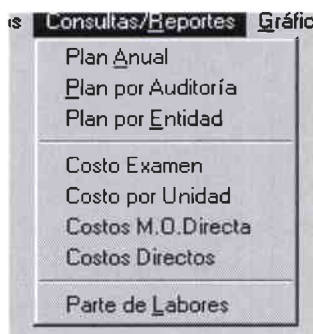 Consultas/Reportes
Plan Anual
Plan por Auditoría
Plan por Entidad
Costo Examen
Costo por Unidad
Costos M.O.Directa
Costos Directos
Parte de Labores